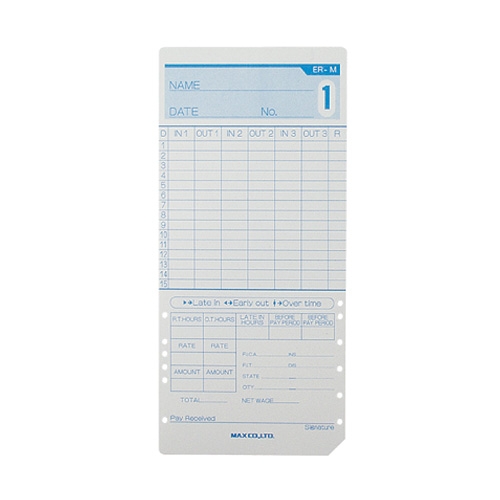 ER-M
NAME
1
DATE No.
D IN 1 OUT 1 IN 2 OUT 2 IN 3 OUT 3 R
1
2
3
4
5
6
7
8
9
10
11
12
13
14
15
Late in Early out Over time
R.T.HOURS O.T.HOURS LATE IN HOURS BEFORE PAY PERIOD BEFORE PAY PERIOD
RATE RATE
F.I.C.A. NO.
F.I.T. DR.
AMOUNT AMOUNT STATE
CITY
TOTAL NET WAGE
Pay Received
Signature
MAX CO., LTD.